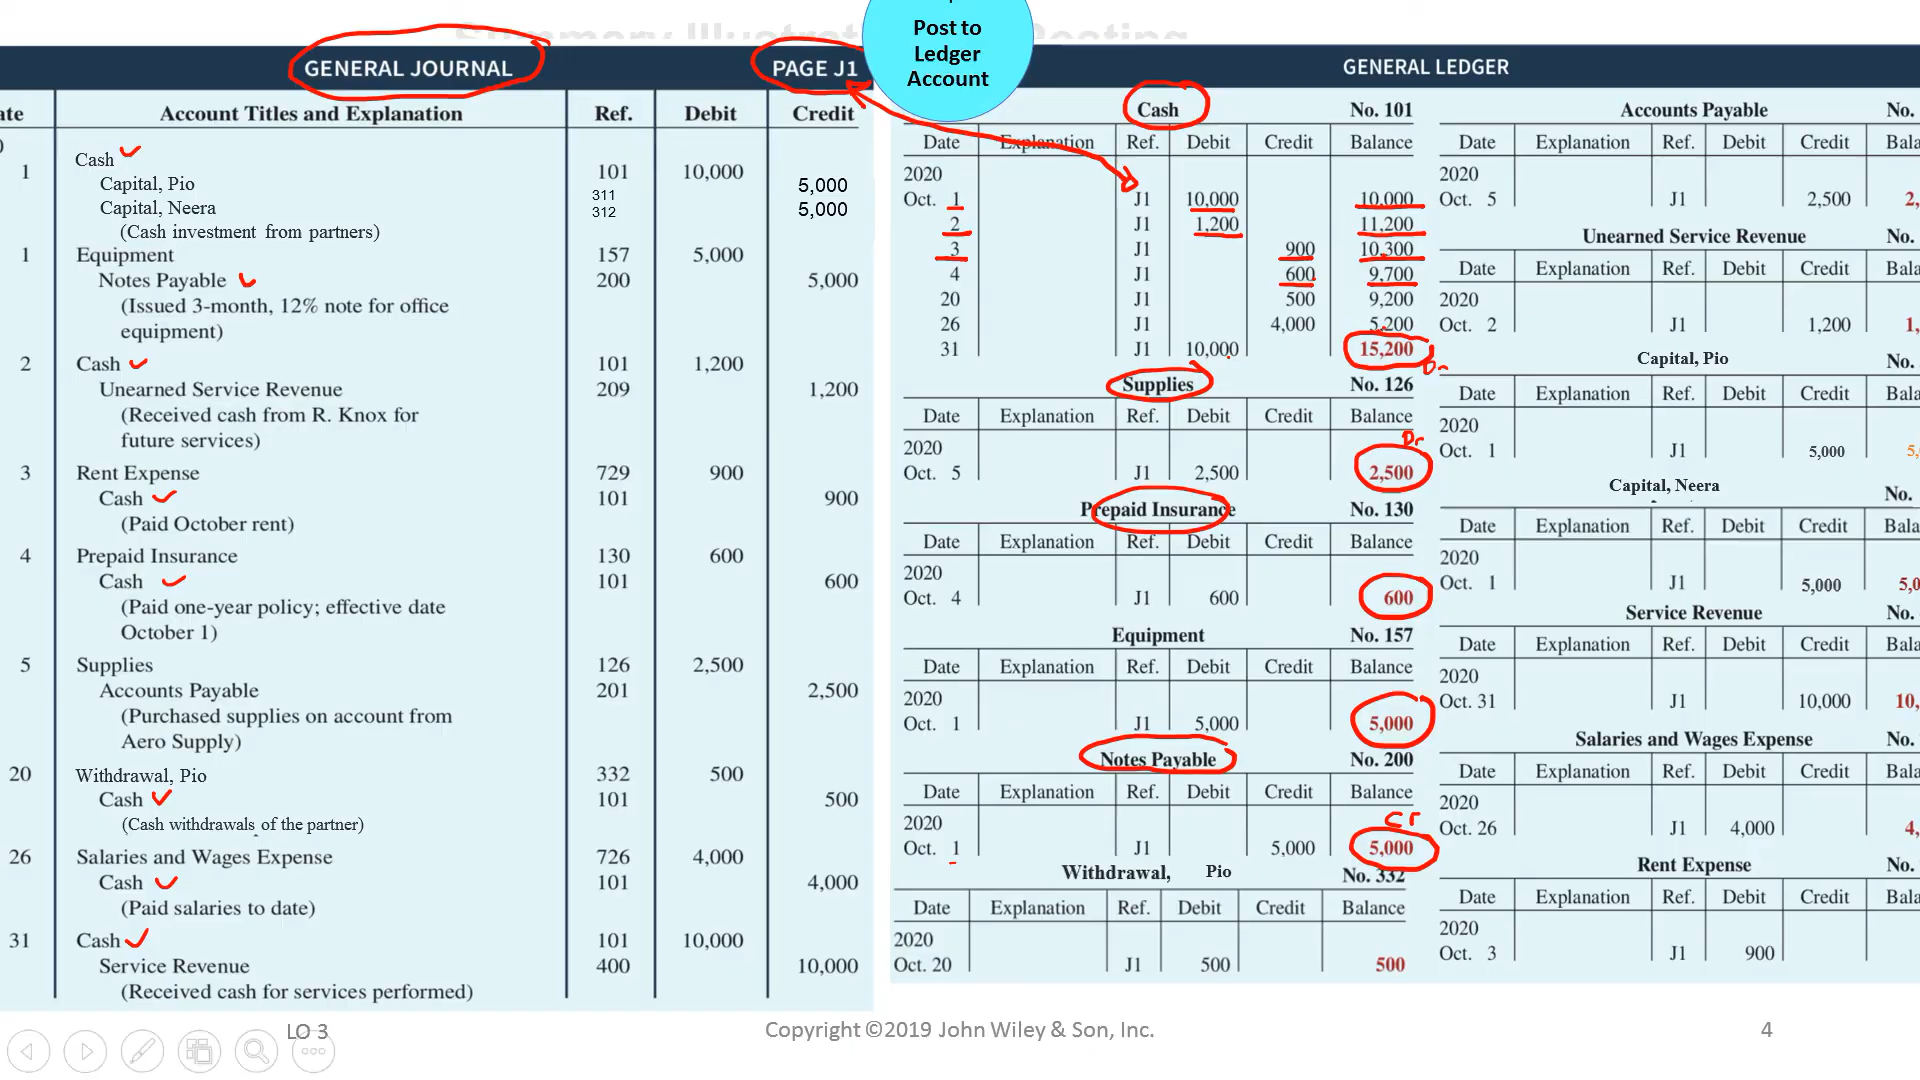 Post to
Ledger
Account
GENERAL JOURNAL PAGE J1
ate Account Titles and Explanation Ref. Debit Credit
1 Cash 101 10,000
Capital, Pio 311 5,000
Capital, Neera 312 5,000
(Cash investment from partners)
1 Equipment 157 5,000
Notes Payable 200 5,000
(Issued 3-month, 12% note for office
equipment)
2 Cash 101 1,200
Unearned Service Revenue 209 1,200
(Received cash from R. Knox for
future services)
3 Rent Expense 729 900
Cash 101 900
(Paid October rent)
4 Prepaid Insurance 130 600
Cash 101 600
(Paid one-year policy; effective date
October 1)
5 Supplies 126 2,500
Accounts Payable 201 2,500
(Purchased supplies on account from
Aero Supply)
20 Withdrawal, Pio 332 500
Cash 101 500
(Cash withdrawals of the partner)
26 Salaries and Wages Expense 726 4,000
Cash 101 4,000
(Paid salaries to date)
31 Cash 101 10,000
Service Revenue 400 10,000
(Received cash for services performed)
GENERAL LEDGER
Cash No. 101
Date Explanation Ref. Debit Credit Balance
2020
Oct. 1 J1 10,000 10,000
2 J1 1,200 11,200
3 J1 900 10,300
4 J1 600 9,700
20 J1 500 9,200
26 J1 4,000 5,200
31 J1 10,000 15,200
Dr
Supplies No. 126
Date Explanation Ref. Debit Credit Balance
Dr
2020
Oct. 5 J1 2,500 2,500
Prepaid Insurance No. 130
Date Explanation Ref. Debit Credit Balance
2020
Oct. 4 J1 600 600
Equipment No. 157
Date Explanation Ref. Debit Credit Balance
2020
Oct. 1 J1 5,000 5,000
Notes Payable No. 200
Date Explanation Ref. Debit Credit Balance
Cr
2020
Oct. 1 J1 5,000 5,000
Withdrawal, Pio No. 332
Date Explanation Ref. Debit Credit Balance
2020
Oct. 20 J1 500 500
Accounts Payable No.
Date Explanation Ref. Debit Credit Bala
2020
Oct. 5 J1 2,500 2,
Unearned Service Revenue No.
Date Explanation Ref. Debit Credit Bala
2020
Oct. 2 J1 1,200 1,
Capital, Pio No.
Date Explanation Ref. Debit Credit Bala
2020
Oct. 1 J1 5,000 5,
Capital, Neera No.
Date Explanation Ref. Debit Credit Bala
2020
Oct. 1 J1 5,000 5,0
Service Revenue No.
Date Explanation Ref. Debit Credit Bala
2020
Oct. 31 J1 10,000 10,
Salaries and Wages Expense No.
Date Explanation Ref. Debit Credit Bala
2020
Oct. 26 J1 4,000 4,
Rent Expense No.
Date Explanation Ref. Debit Credit Bala
2020
Oct. 3 J1 900
LO 3
Copyright ©2019 John Wiley & Son, Inc.
4